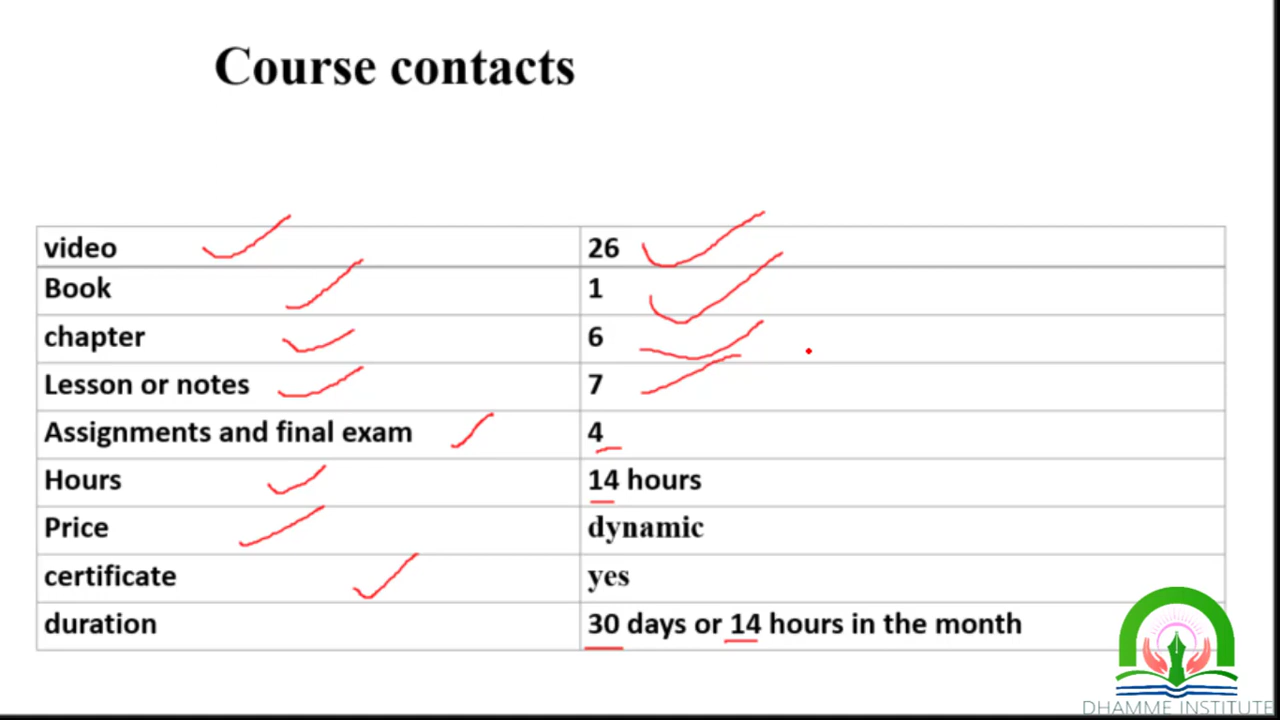 Course contacts
video 26
Book 1
chapter 6
Lesson or notes 7
Assignments and final exam 4
Hours 14 hours
Price dynamic
certificate yes
duration 30 days or 14 hours in the month
DHAMME INSTITUTE